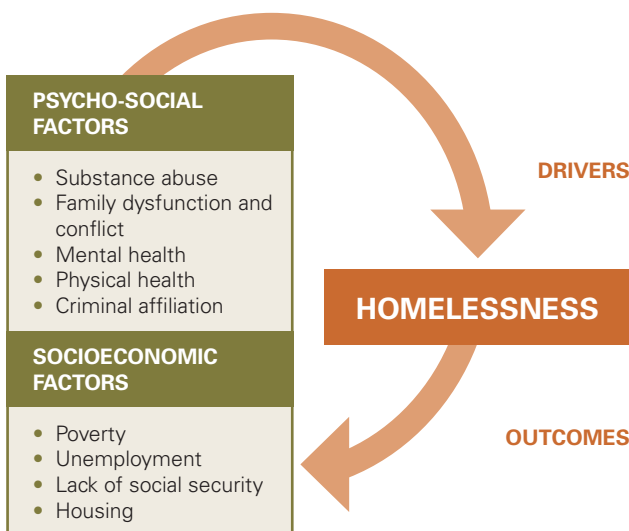 PSYCHO-SOCIAL
FACTORS
• Substance abuse
• Family dysfunction and
conflict
• Mental health
• Physical health
• Criminal affiliation
SOCIOECONOMIC
FACTORS
• Poverty
• Unemployment
• Lack of social security
• Housing
DRIVERS
HOMELESSNESS
OUTCOMES